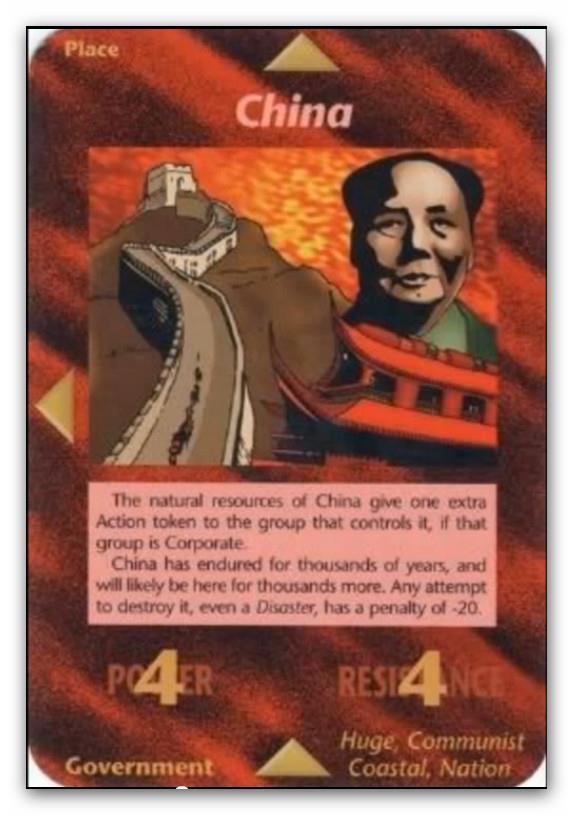 Place
China
The natural resources of China give one extra
Action token to the group that controls it, if that
group is Corporate.
China has endured for thousands of years, and
will likely be here for thousands more. Any attempt
to destroy it, even a Disaster, has a penalty of -20.
POWER 4
RESISTANCE 4
Government
Huge, Communist
Coastal, Nation